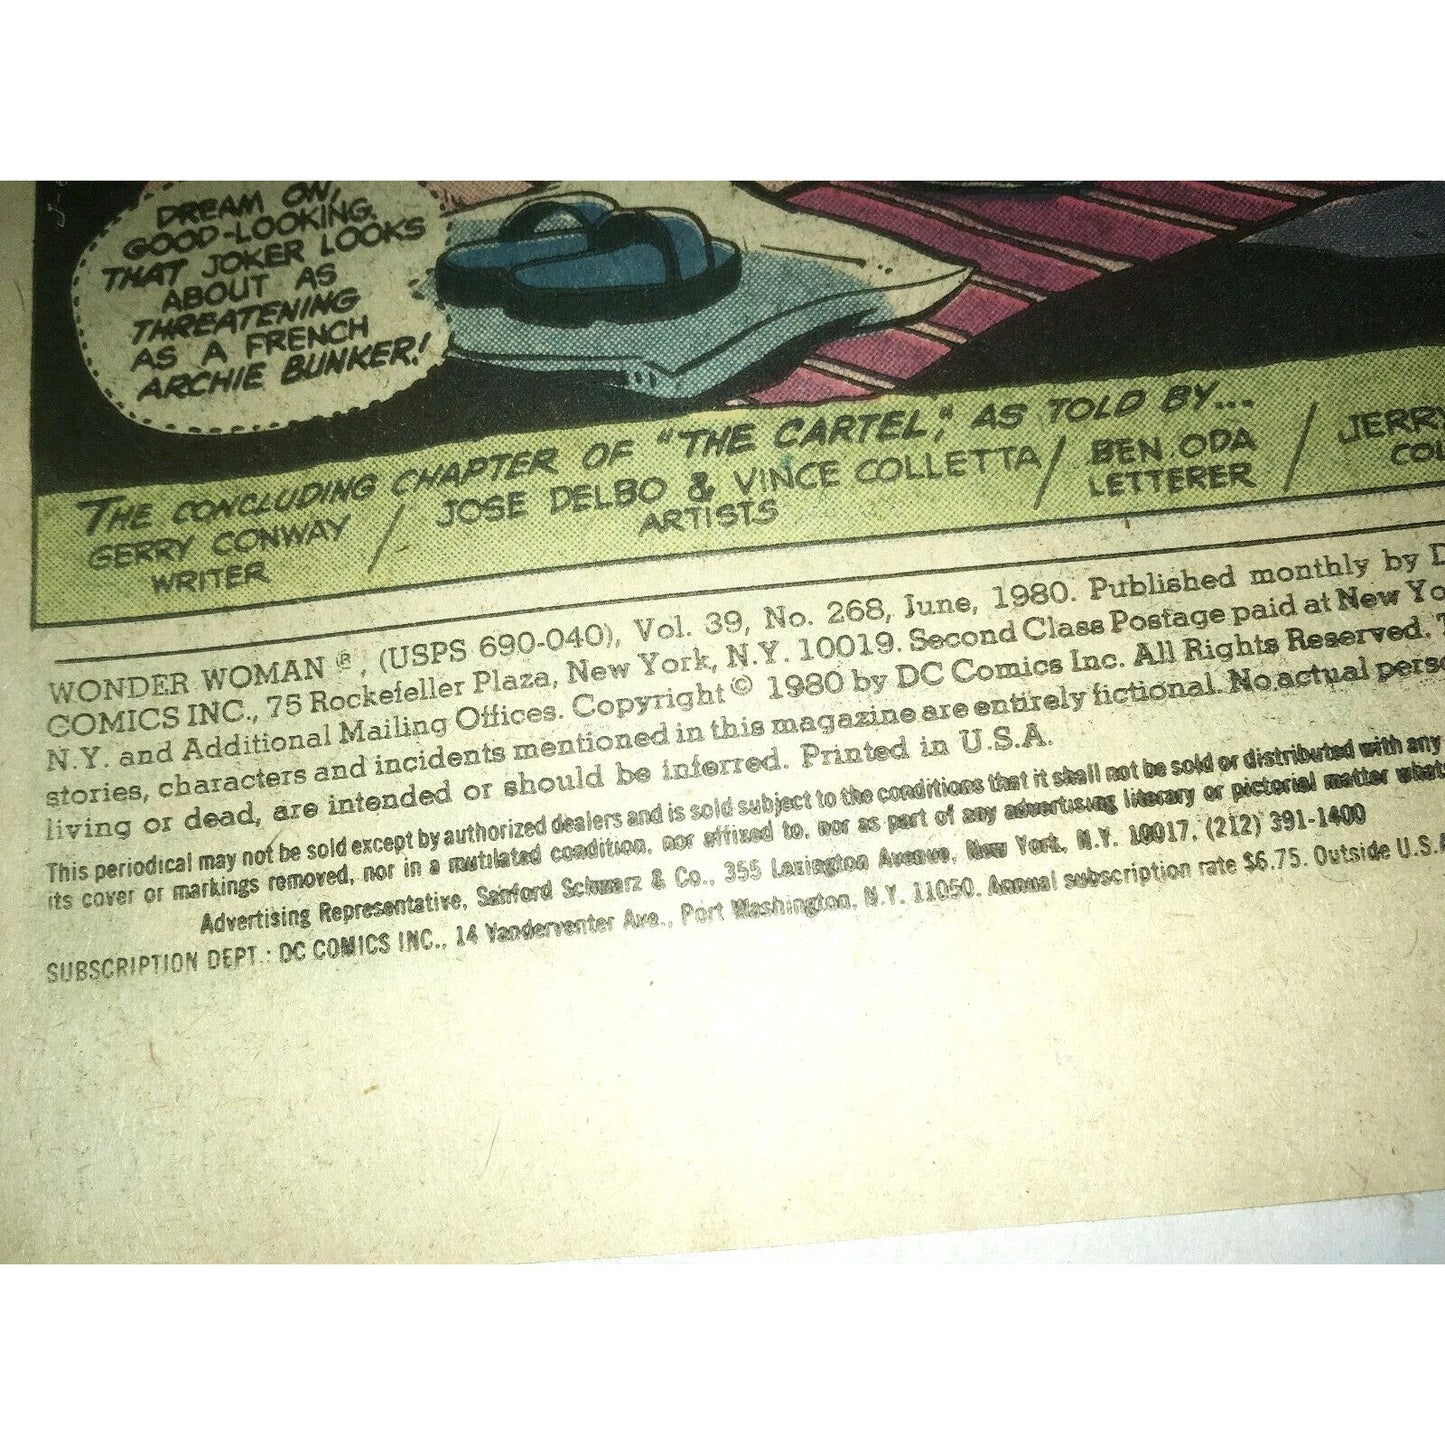 DREAM ON,
GOOD-LOOKING.
THAT JOKER LOOKS
ABOUT AS
THREATENING
AS A FRENCH
ARCHIE BUNKER!
THE CONCLUDING CHAPTER OF "THE CARTEL," AS TOLD BY...
GERRY CONWAY
WRITER
JOSE DELBO & VINCE COLLETTA
ARTISTS
BEN ODA
LETTERER
JERRY
COL
WONDER WOMAN ®, (USPS 690-040), Vol. 39, No. 268, June, 1980. Published monthly by D
COMICS INC., 75 Rockefeller Plaza, New York, N.Y. 10019. Second Class Postage paid at New Yo
N.Y. and Additional Mailing Offices. Copyright © 1980 by DC Comics Inc. All Rights Reserved. T
stories, characters and incidents mentioned in this magazine are entirely fictional. No actual perso
living or dead, are intended or should be inferred. Printed in U.S.A.
This periodical may not be sold except by authorized dealers and is sold subject to the conditions that it shall not be sold or distributed with any
its cover or markings removed, nor in a mutilated condition, nor affixed to, nor as part of any advertising literary or pictorial matter whats
Advertising Representative, Sanford Schwarz & Co., 355 Lexington Avenue, New York, N.Y. 10017, (212) 391-1400
SUBSCRIPTION DEPT.: DC COMICS INC., 14 Vanderventer Ave., Port Washington, N.Y. 11050. Annual subscription rate $6.75. Outside U.S.A